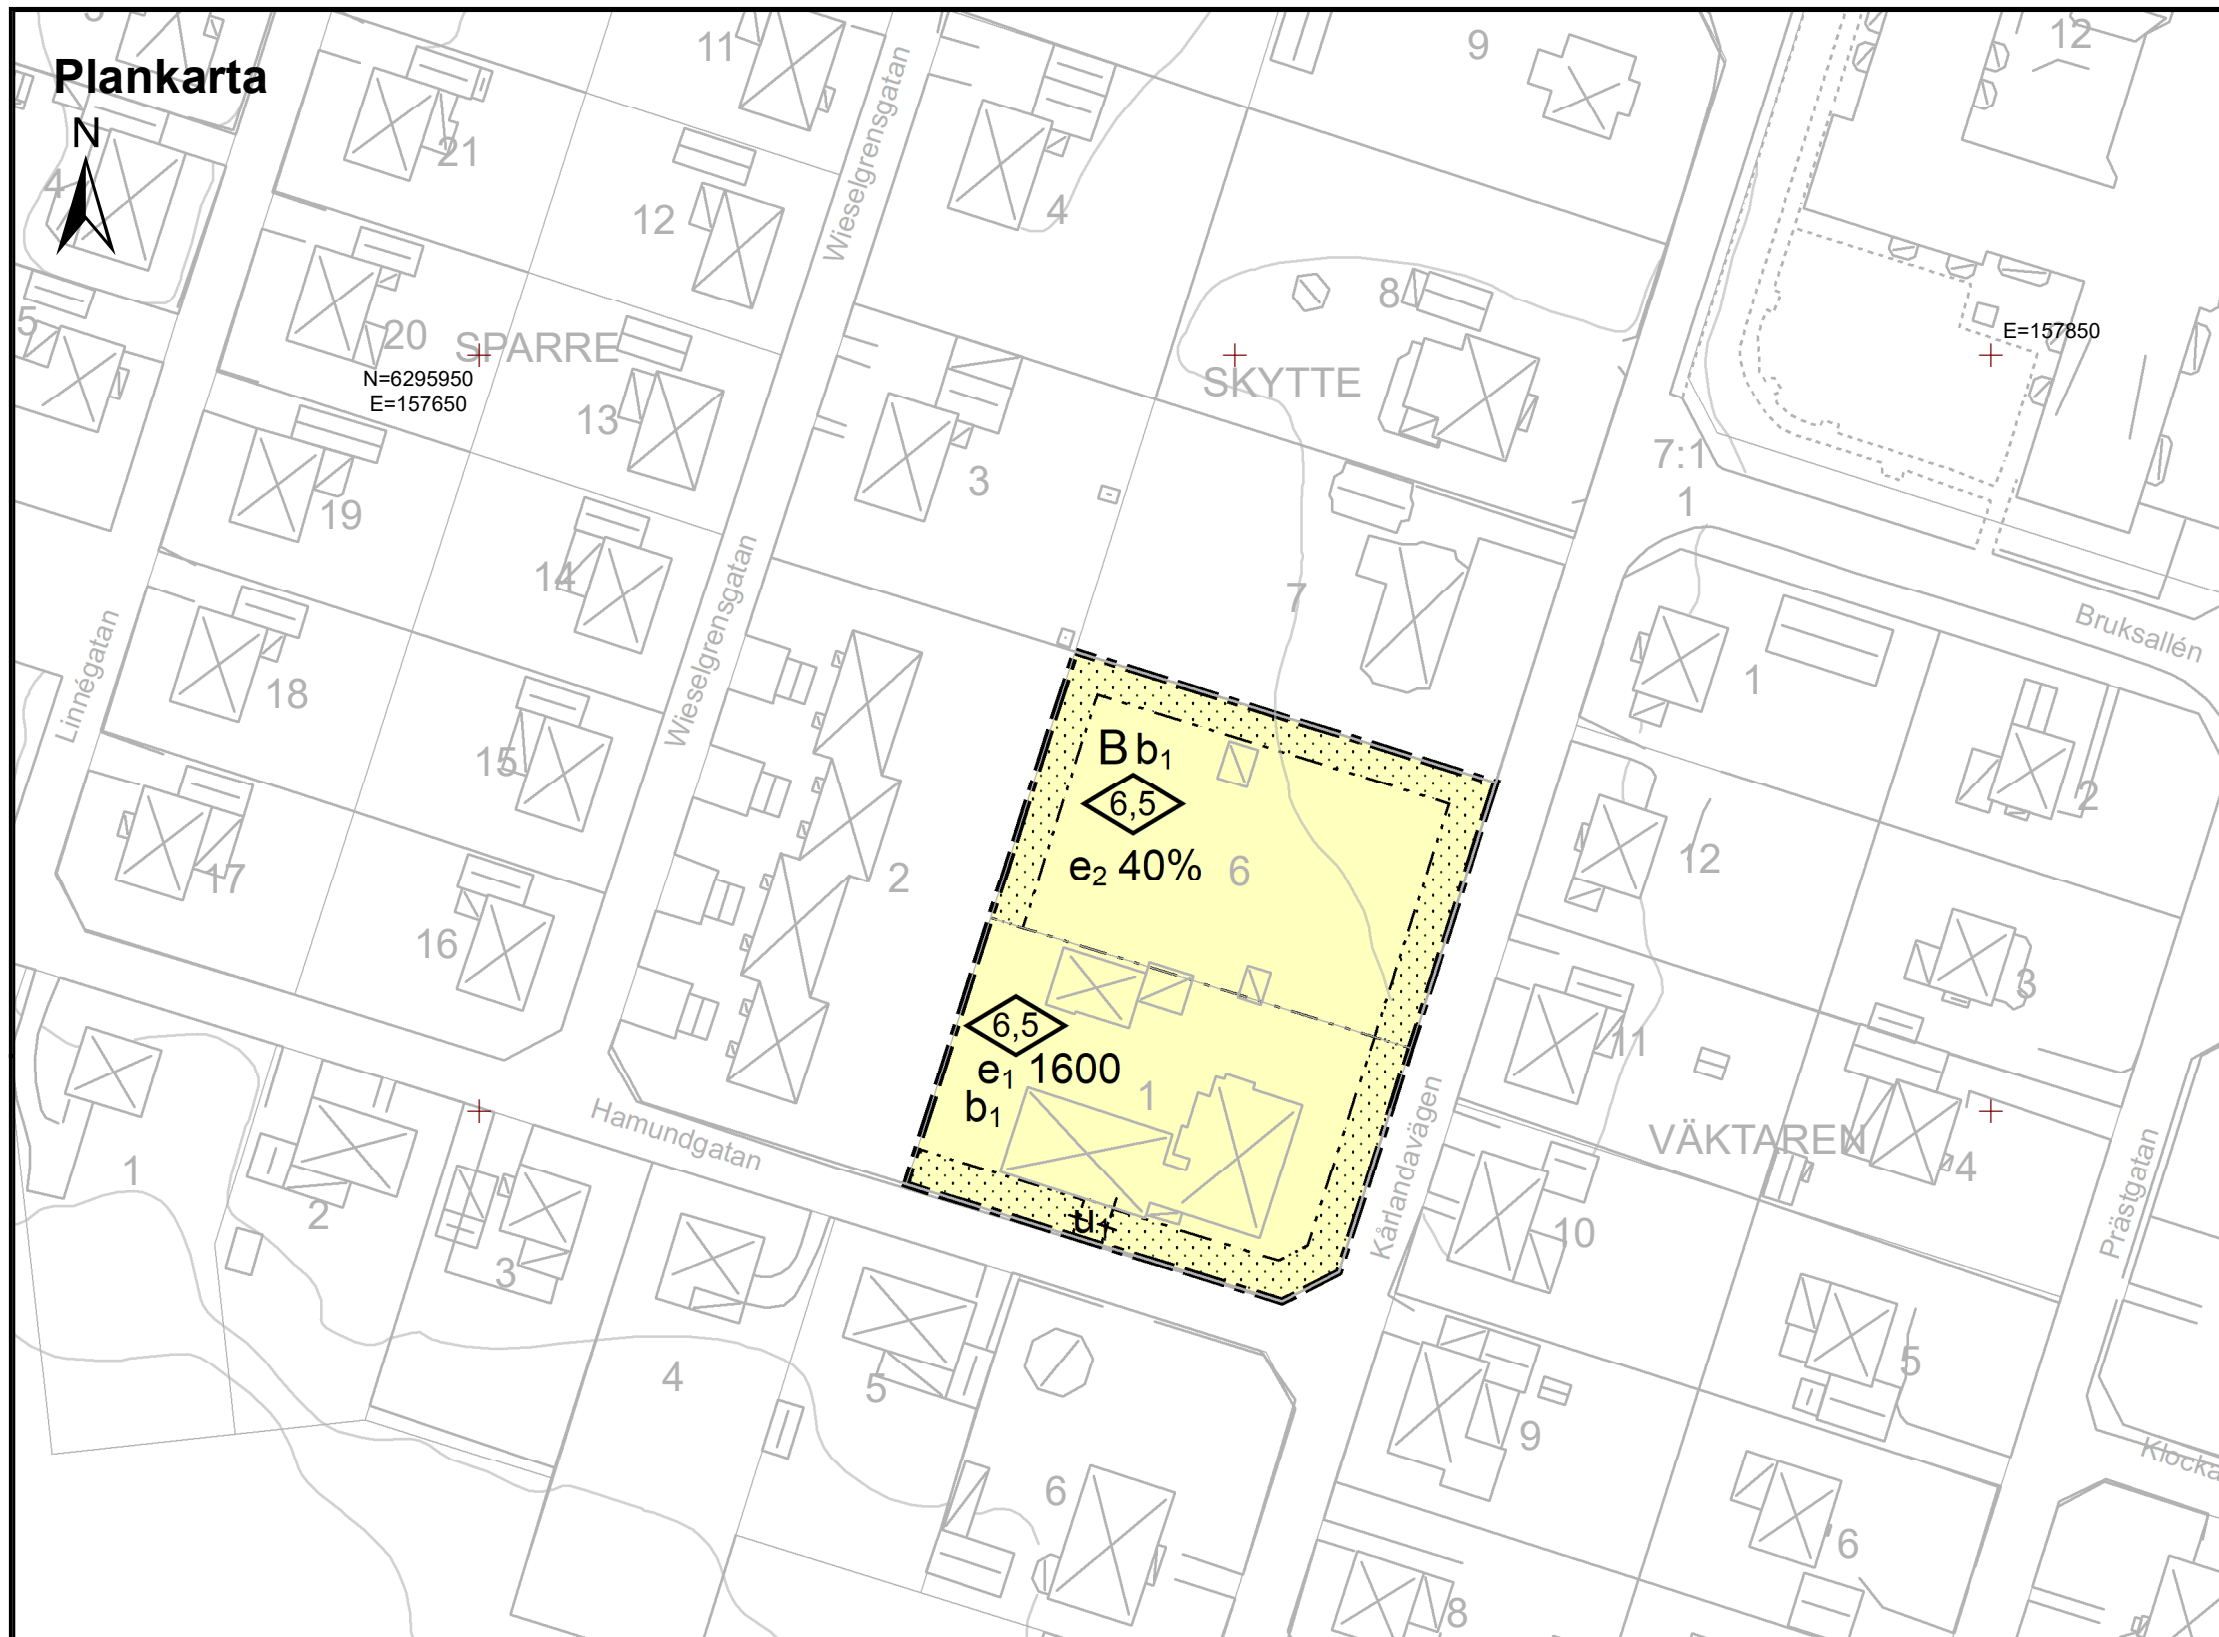 Plankarta
N
3
11
9
12
21
4
12
4
Wieselgrensgatan
5
20
SPARRE
8
E=157850
N=6295950
E=157650
SKYTTE
13
3
7:1
1
19
14
7
Wieselgrensgatan
Bruksallén
Linnégatan
18
1
15
B b₁
6,5
2
17
2
e₂ 40%
6
12
16
3
6,5
11
e₁ 1600
1
b₁
Hamundgatan
Kårlandavägen
VÄKTAREN
1
4
Prästgatan
2
u₁
10
3
4
5
5
9
Klocka
6
6
8